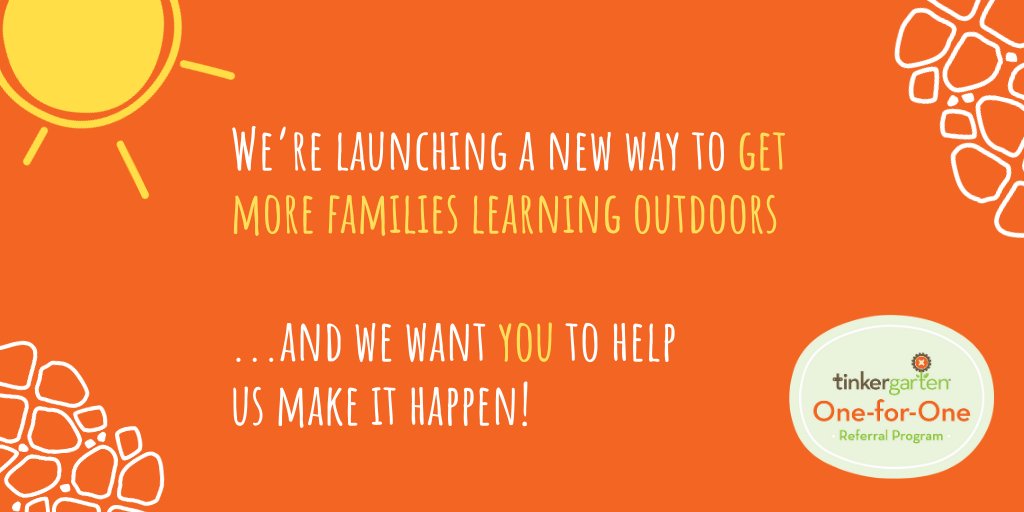 WE'RE LAUNCHING A NEW WAY TO GET
MORE FAMILIES LEARNING OUTDOORS
...AND WE WANT YOU TO HELP
US MAKE IT HAPPEN!
tinkergarten
One-for-One
Referral Program